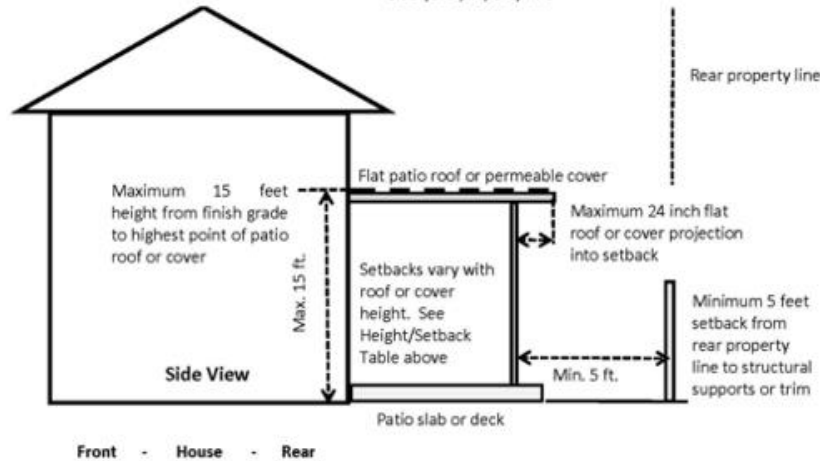 Rear property line
Flat patio roof or permeable cover
Maximum 15 feet
height from finish grade
to highest point of patio
roof or cover
Maximum 24 inch flat
roof or cover projection
into setback
Max. 15 ft.
Setbacks vary with
roof or cover
height. See
Height/Setback
Table above
Minimum 5 feet
setback from
rear property
line to structural
supports or trim
Min. 5 ft.
Side View
Patio slab or deck
Front - House - Rear